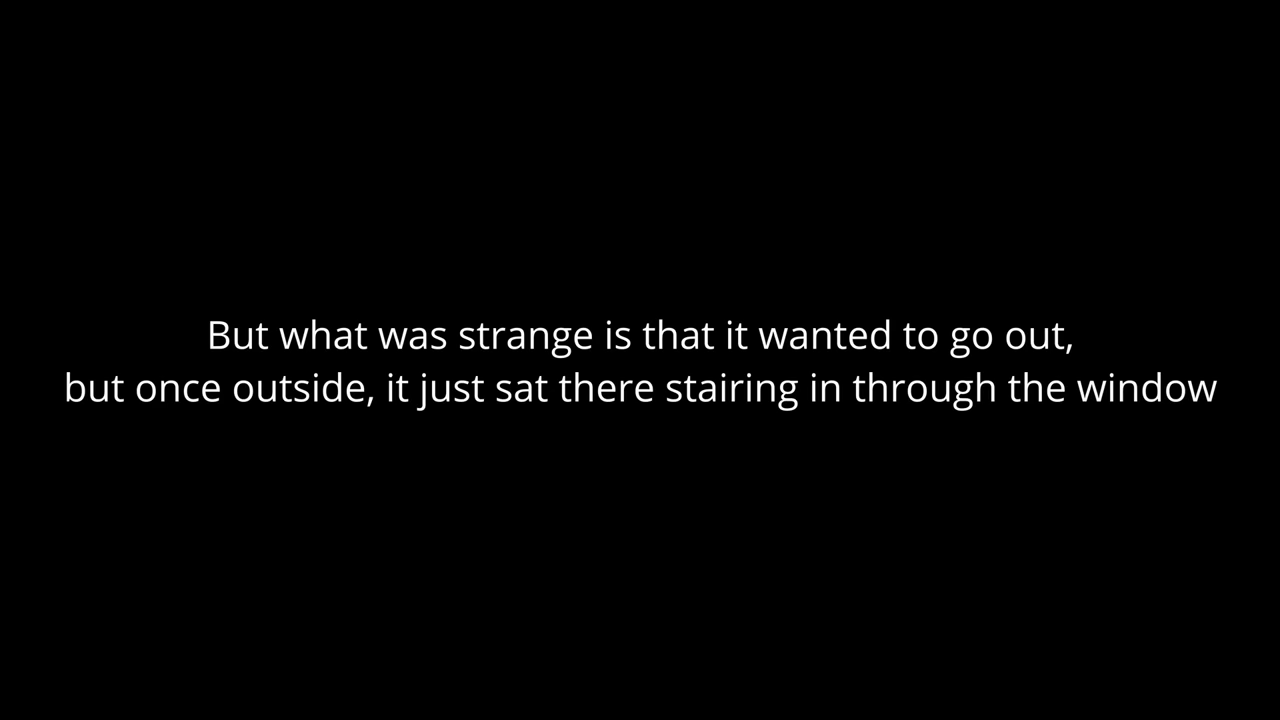 But what was strange is that it wanted to go out,
but once outside, it just sat there stairing in through the window